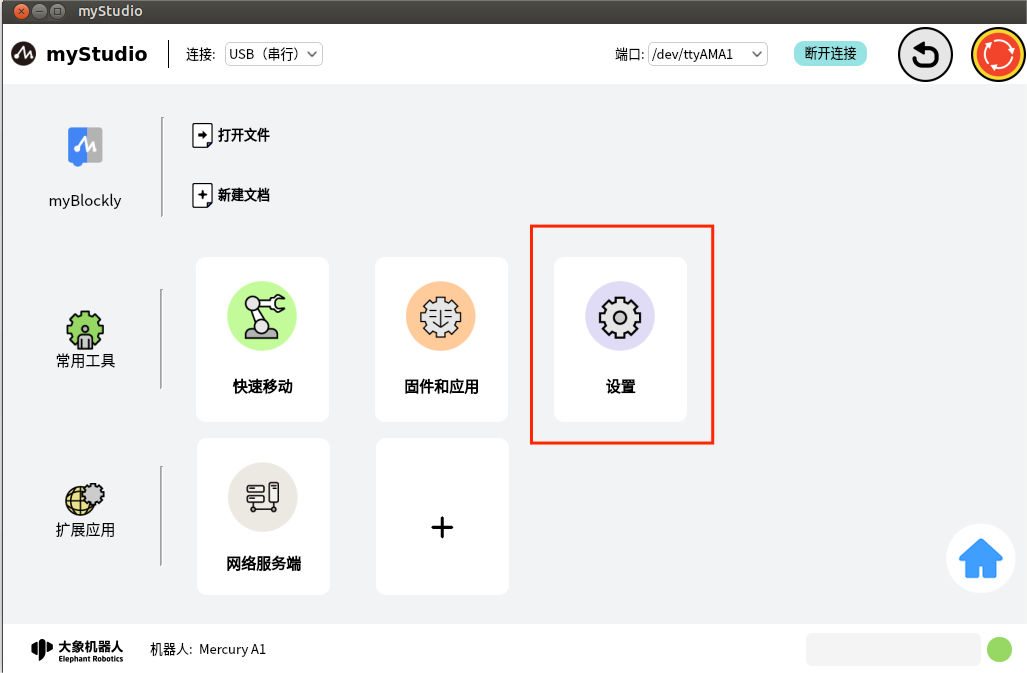 myStudio
myStudio 连接: USB（串行） 端口: /dev/ttyAMA1 断开连接
打开文件
myBlockly
新建文档
常用工具
快速移动 固件和应用 设置
扩展应用
网络服务端
大象机器人
Elephant Robotics
机器人: Mercury A1